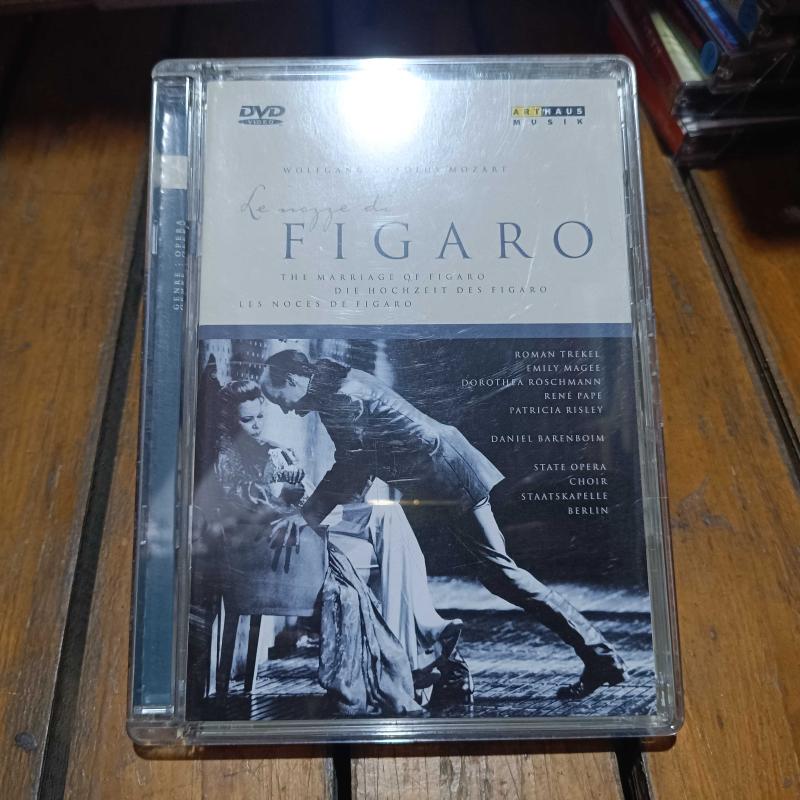 DVD
VIDEO
ARTHAUS
MUSIK
WOLFGANG MOZART
Le nozze di
FIGARO
THE MARRIAGE OF FIGARO
DIE HOCHZEIT DES FIGARO
LES NOCES DE FIGARO
GENRE: OPERA
ROMAN TREKEL
EMILY MAGEE
DOROTHEA RÖSCHMANN
RENÉ PAPE
PATRICIA RISLEY
DANIEL BARENBOIM
STATE OPERA
CHOIR
STAATSKAPELLE
BERLIN